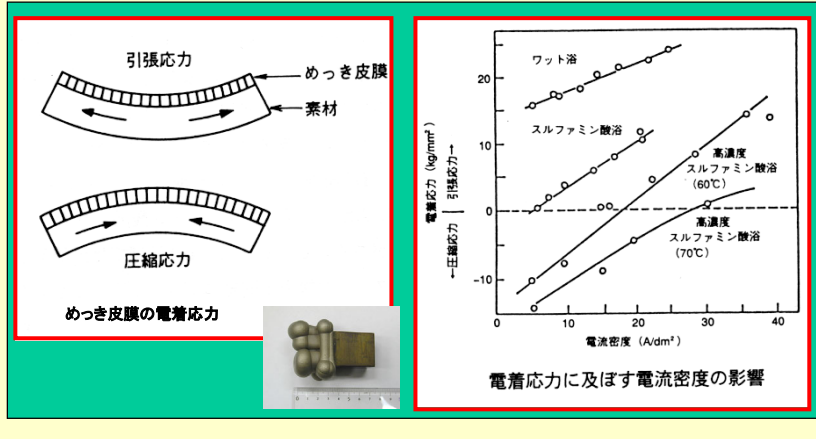 引張応力
めっき皮膜
素材
圧縮応力
めっき皮膜の電着応力
電着応力 (kg/mm²)
←圧縮応力 | 引張応力→
20
10
0
-10
ワット浴
スルファミン酸浴
高濃度
スルファミン酸浴
(60℃)
高濃度
スルファミン酸浴
(70℃)
0
10
20
30
40
電流密度 (A/dm²)
電着応力に及ぼす電流密度の影響